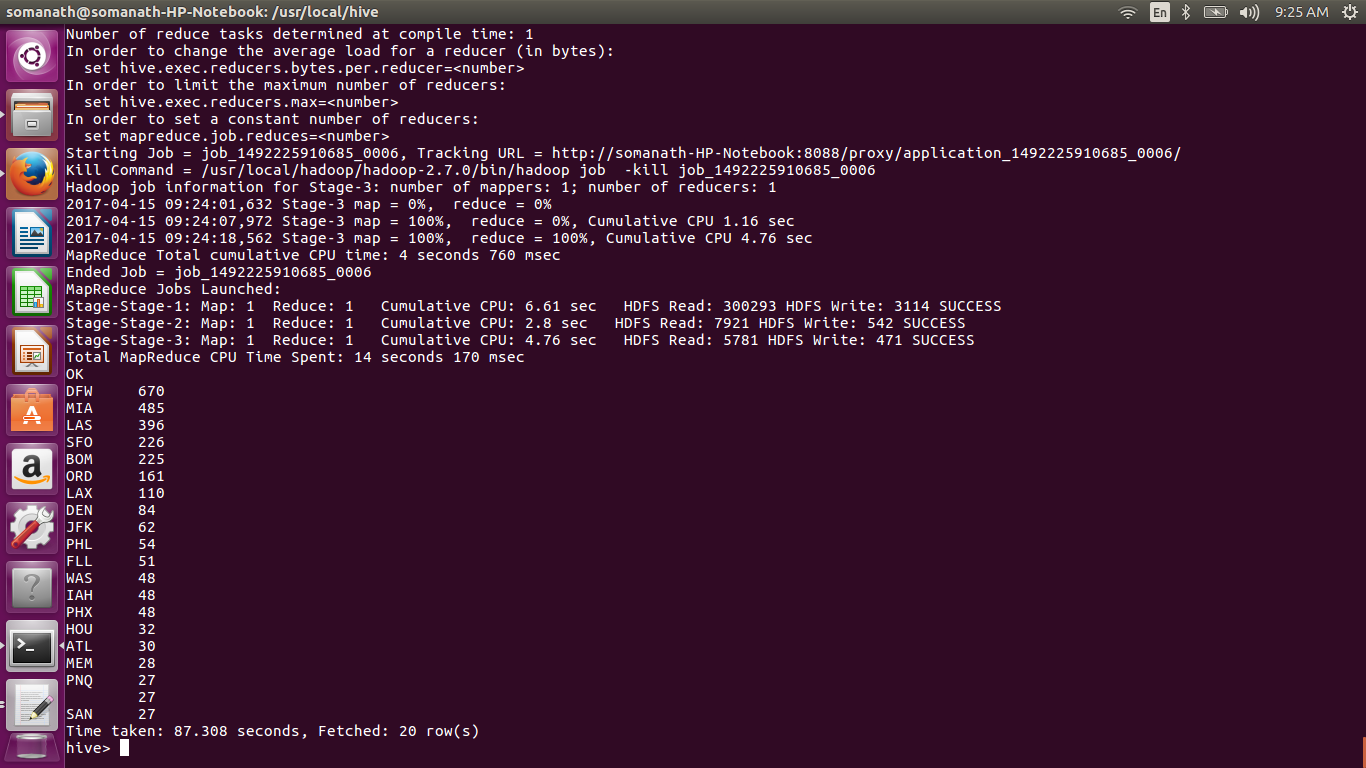 somanath@somanath-HP-Notebook: /usr/local/hive
En
9:25 AM
Number of reduce tasks determined at compile time: 1
In order to change the average load for a reducer (in bytes):
  set hive.exec.reducers.bytes.per.reducer=<number>
In order to limit the maximum number of reducers:
  set hive.exec.reducers.max=<number>
In order to set a constant number of reducers:
  set mapreduce.job.reduces=<number>
Starting Job = job_1492225910685_0006, Tracking URL = http://somanath-HP-Notebook:8088/proxy/application_1492225910685_0006/
Kill Command = /usr/local/hadoop/hadoop-2.7.0/bin/hadoop job  -kill job_1492225910685_0006
Hadoop job information for Stage-3: number of mappers: 1; number of reducers: 1
2017-04-15 09:24:01,632 Stage-3 map = 0%,  reduce = 0%
2017-04-15 09:24:07,972 Stage-3 map = 100%,  reduce = 0%, Cumulative CPU 1.16 sec
2017-04-15 09:24:18,562 Stage-3 map = 100%,  reduce = 100%, Cumulative CPU 4.76 sec
MapReduce Total cumulative CPU time: 4 seconds 760 msec
Ended Job = job_1492225910685_0006
MapReduce Jobs Launched:
Stage-Stage-1: Map: 1  Reduce: 1   Cumulative CPU: 6.61 sec   HDFS Read: 300293 HDFS Write: 3114 SUCCESS
Stage-Stage-2: Map: 1  Reduce: 1   Cumulative CPU: 2.8 sec   HDFS Read: 7921 HDFS Write: 542 SUCCESS
Stage-Stage-3: Map: 1  Reduce: 1   Cumulative CPU: 4.76 sec   HDFS Read: 5781 HDFS Write: 471 SUCCESS
Total MapReduce CPU Time Spent: 14 seconds 170 msec
OK
DFW     670
MIA     485
LAS     396
SFO     226
BOM     225
ORD     161
LAX     110
DEN     84
JFK     62
PHL     54
FLL     51
WAS     48
IAH     48
PHX     48
HOU     32
ATL     30
MEM     28
PNQ     27
        27
SAN     27
Time taken: 87.308 seconds, Fetched: 20 row(s)
hive>